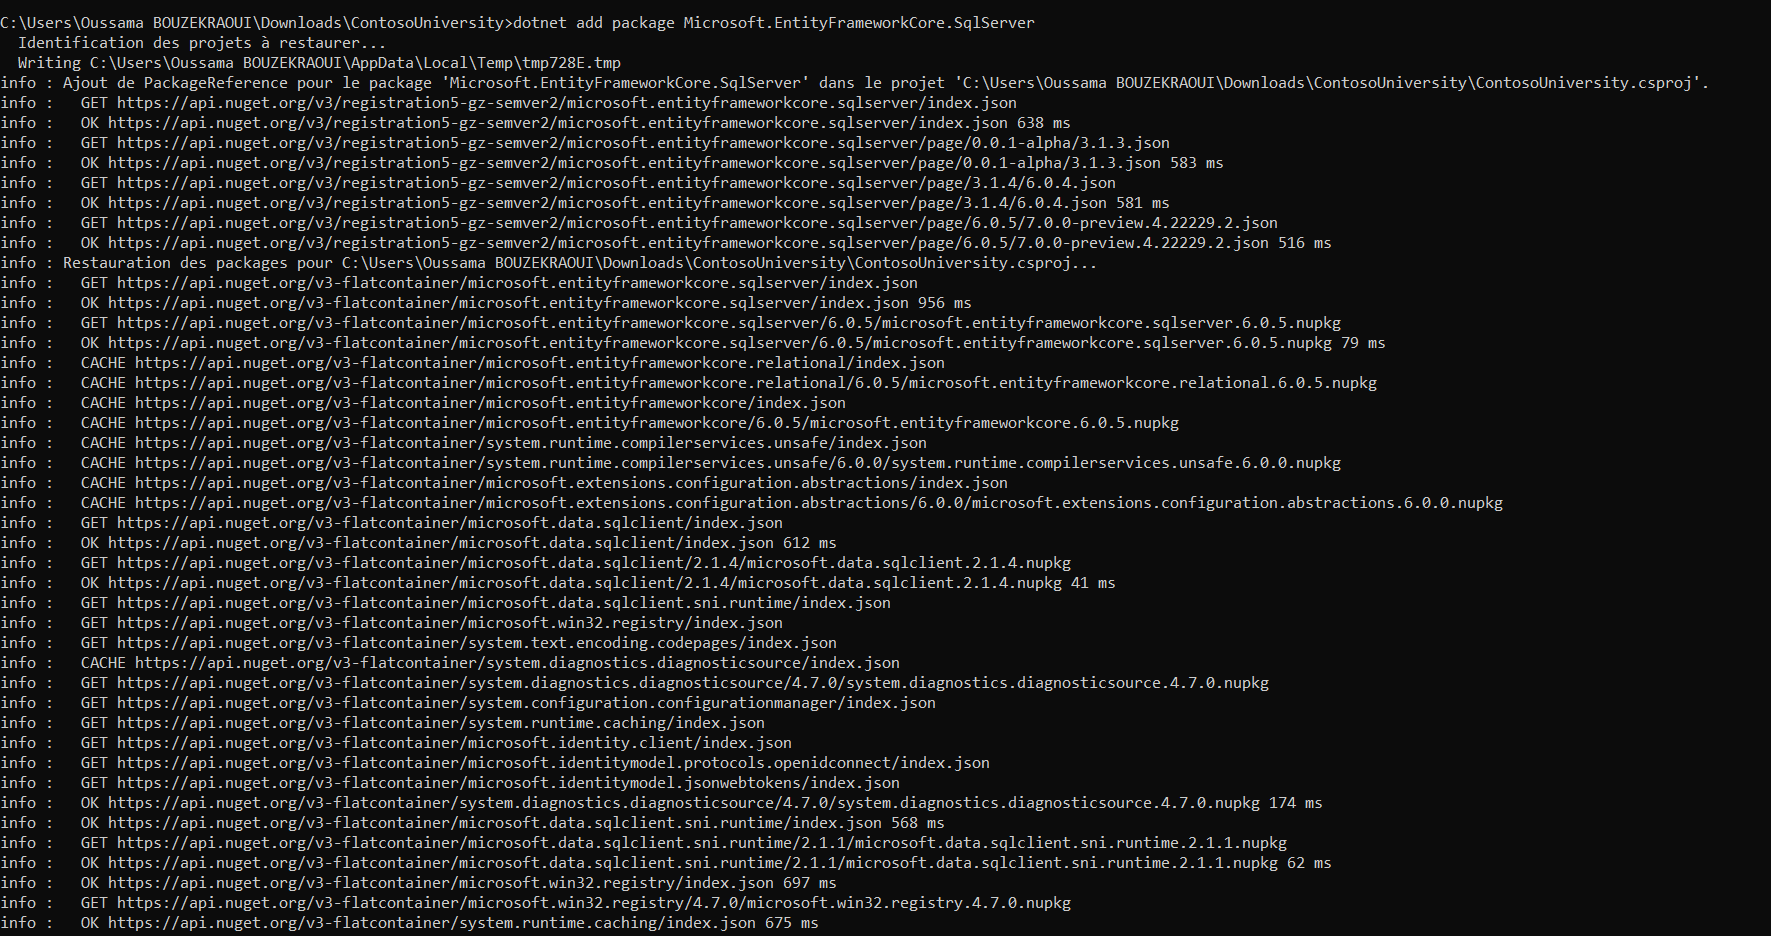 C:\Users\Oussama BOUZEKRAOUI\Downloads\ContosoUniversity>dotnet add package Microsoft.EntityFrameworkCore.SqlServer
  Identification des projets à restaurer...
  Writing C:\Users\Oussama BOUZEKRAOUI\AppData\Local\Temp\tmp728E.tmp
info : Ajout de PackageReference pour le package 'Microsoft.EntityFrameworkCore.SqlServer' dans le projet 'C:\Users\Oussama BOUZEKRAOUI\Downloads\ContosoUniversity\ContosoUniversity.csproj'.
info :   GET https://api.nuget.org/v3/registration5-gz-semver2/microsoft.entityframeworkcore.sqlserver/index.json
info :   OK https://api.nuget.org/v3/registration5-gz-semver2/microsoft.entityframeworkcore.sqlserver/index.json 638 ms
info :   GET https://api.nuget.org/v3/registration5-gz-semver2/microsoft.entityframeworkcore.sqlserver/page/0.0.1-alpha/3.1.3.json
info :   OK https://api.nuget.org/v3/registration5-gz-semver2/microsoft.entityframeworkcore.sqlserver/page/0.0.1-alpha/3.1.3.json 583 ms
info :   GET https://api.nuget.org/v3/registration5-gz-semver2/microsoft.entityframeworkcore.sqlserver/page/3.1.4/6.0.4.json
info :   OK https://api.nuget.org/v3/registration5-gz-semver2/microsoft.entityframeworkcore.sqlserver/page/3.1.4/6.0.4.json 581 ms
info :   GET https://api.nuget.org/v3/registration5-gz-semver2/microsoft.entityframeworkcore.sqlserver/page/6.0.5/7.0.0-preview.4.22229.2.json
info :   OK https://api.nuget.org/v3/registration5-gz-semver2/microsoft.entityframeworkcore.sqlserver/page/6.0.5/7.0.0-preview.4.22229.2.json 516 ms
info : Restauration des packages pour C:\Users\Oussama BOUZEKRAOUI\Downloads\ContosoUniversity\ContosoUniversity.csproj...
info :   GET https://api.nuget.org/v3-flatcontainer/microsoft.entityframeworkcore.sqlserver/index.json
info :   OK https://api.nuget.org/v3-flatcontainer/microsoft.entityframeworkcore.sqlserver/index.json 956 ms
info :   GET https://api.nuget.org/v3-flatcontainer/microsoft.entityframeworkcore.sqlserver/6.0.5/microsoft.entityframeworkcore.sqlserver.6.0.5.nupkg
info :   OK https://api.nuget.org/v3-flatcontainer/microsoft.entityframeworkcore.sqlserver/6.0.5/microsoft.entityframeworkcore.sqlserver.6.0.5.nupkg 79 ms
info :   CACHE https://api.nuget.org/v3-flatcontainer/microsoft.entityframeworkcore.relational/index.json
info :   CACHE https://api.nuget.org/v3-flatcontainer/microsoft.entityframeworkcore.relational/6.0.5/microsoft.entityframeworkcore.relational.6.0.5.nupkg
info :   CACHE https://api.nuget.org/v3-flatcontainer/microsoft.entityframeworkcore/index.json
info :   CACHE https://api.nuget.org/v3-flatcontainer/microsoft.entityframeworkcore/6.0.5/microsoft.entityframeworkcore.6.0.5.nupkg
info :   CACHE https://api.nuget.org/v3-flatcontainer/system.runtime.compilerservices.unsafe/index.json
info :   CACHE https://api.nuget.org/v3-flatcontainer/system.runtime.compilerservices.unsafe/6.0.0/system.runtime.compilerservices.unsafe.6.0.0.nupkg
info :   CACHE https://api.nuget.org/v3-flatcontainer/microsoft.extensions.configuration.abstractions/index.json
info :   CACHE https://api.nuget.org/v3-flatcontainer/microsoft.extensions.configuration.abstractions/6.0.0/microsoft.extensions.configuration.abstractions.6.0.0.nupkg
info :   GET https://api.nuget.org/v3-flatcontainer/microsoft.data.sqlclient/index.json
info :   OK https://api.nuget.org/v3-flatcontainer/microsoft.data.sqlclient/index.json 612 ms
info :   GET https://api.nuget.org/v3-flatcontainer/microsoft.data.sqlclient/2.1.4/microsoft.data.sqlclient.2.1.4.nupkg
info :   OK https://api.nuget.org/v3-flatcontainer/microsoft.data.sqlclient/2.1.4/microsoft.data.sqlclient.2.1.4.nupkg 41 ms
info :   GET https://api.nuget.org/v3-flatcontainer/microsoft.data.sqlclient.sni.runtime/index.json
info :   GET https://api.nuget.org/v3-flatcontainer/microsoft.win32.registry/index.json
info :   GET https://api.nuget.org/v3-flatcontainer/system.text.encoding.codepages/index.json
info :   CACHE https://api.nuget.org/v3-flatcontainer/system.diagnostics.diagnosticsource/index.json
info :   GET https://api.nuget.org/v3-flatcontainer/system.diagnostics.diagnosticsource/4.7.0/system.diagnostics.diagnosticsource.4.7.0.nupkg
info :   GET https://api.nuget.org/v3-flatcontainer/system.configuration.configurationmanager/index.json
info :   GET https://api.nuget.org/v3-flatcontainer/system.runtime.caching/index.json
info :   GET https://api.nuget.org/v3-flatcontainer/microsoft.identity.client/index.json
info :   GET https://api.nuget.org/v3-flatcontainer/microsoft.identitymodel.protocols.openidconnect/index.json
info :   GET https://api.nuget.org/v3-flatcontainer/microsoft.identitymodel.jsonwebtokens/index.json
info :   OK https://api.nuget.org/v3-flatcontainer/system.diagnostics.diagnosticsource/4.7.0/system.diagnostics.diagnosticsource.4.7.0.nupkg 174 ms
info :   OK https://api.nuget.org/v3-flatcontainer/microsoft.data.sqlclient.sni.runtime/index.json 568 ms
info :   GET https://api.nuget.org/v3-flatcontainer/microsoft.data.sqlclient.sni.runtime/2.1.1/microsoft.data.sqlclient.sni.runtime.2.1.1.nupkg
info :   OK https://api.nuget.org/v3-flatcontainer/microsoft.data.sqlclient.sni.runtime/2.1.1/microsoft.data.sqlclient.sni.runtime.2.1.1.nupkg 62 ms
info :   OK https://api.nuget.org/v3-flatcontainer/microsoft.win32.registry/index.json 697 ms
info :   GET https://api.nuget.org/v3-flatcontainer/microsoft.win32.registry/4.7.0/microsoft.win32.registry.4.7.0.nupkg
info :   OK https://api.nuget.org/v3-flatcontainer/system.runtime.caching/index.json 675 ms